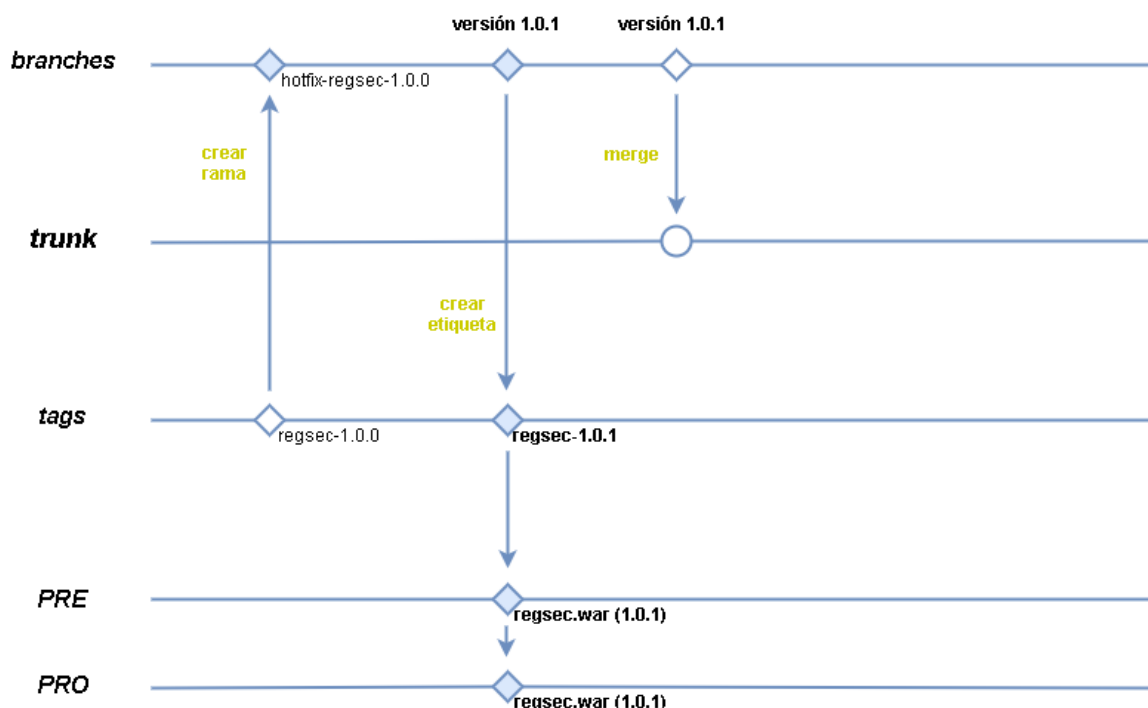 versión 1.0.1
versión 1.0.1
branches
hotfix-regsec-1.0.0
crear
rama
merge
trunk
crear
etiqueta
tags
regsec-1.0.0
regsec-1.0.1
PRE
regsec.war (1.0.1)
PRO
regsec.war (1.0.1)